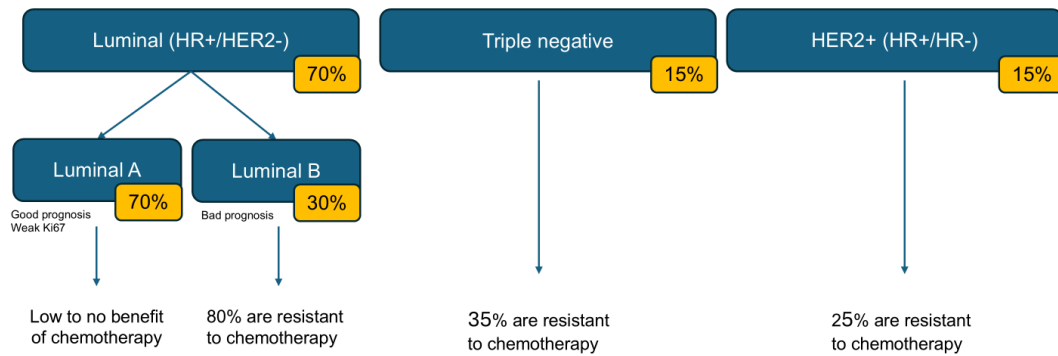 Luminal (HR+/HER2-)
70%
Triple negative
15%
HER2+ (HR+/HR-)
15%
Luminal A
70%
Good prognosis
Weak Ki67
Luminal B
30%
Bad prognosis
Low to no benefit
of chemotherapy
80% are resistant
to chemotherapy
35% are resistant
to chemotherapy
25% are resistant
to chemotherapy